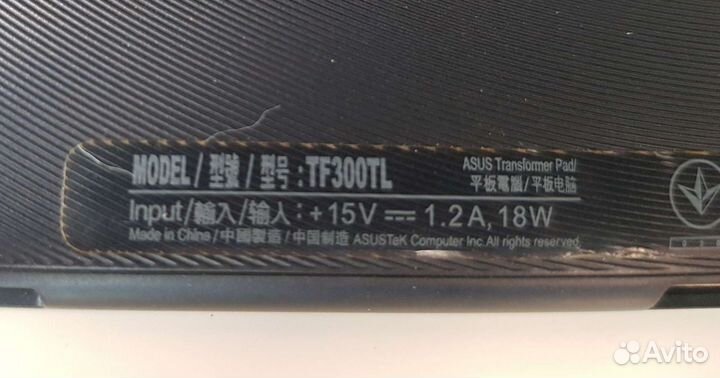 MODEL / 型號 / 型号 : TF300TL
ASUS Transformer Pad/
平板電腦/平板电脑
Input/輸入/输入 : +15V ⎓ 1.2A, 18W
Made in China / 中國製造 / 中国制造 ASUSTeK Computer Inc. All rights reserved.
Avito